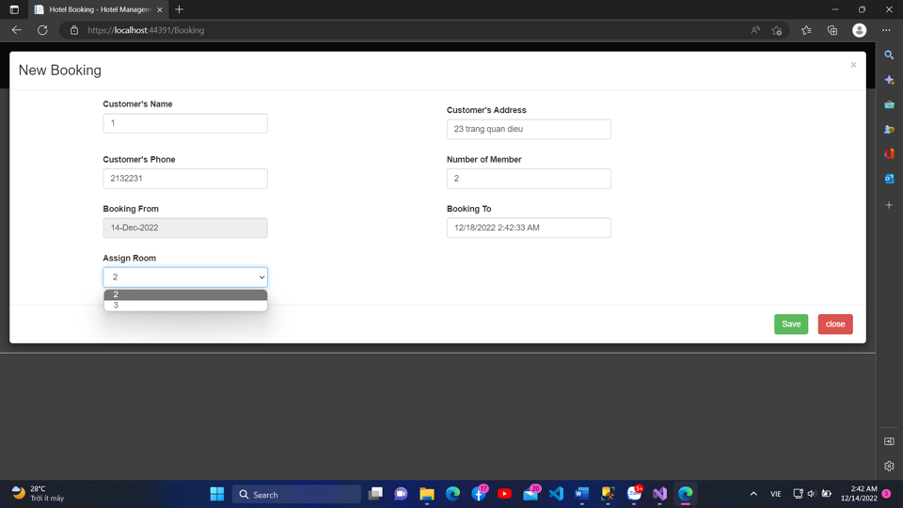 Hotel Booking - Hotel Managem
https://localhost:44391/Booking
New Booking
×
Customer's Name
1
Customer's Address
23 trang quan dieu
Customer's Phone
2132231
Number of Member
2
Booking From
14-Dec-2022
Booking To
12/18/2022 2:42:33 AM
Assign Room
2
2
3
Save
close
28°C
Trời ít mây
Search
17
20
5+
VIE
2:42 AM
12/14/2022
3